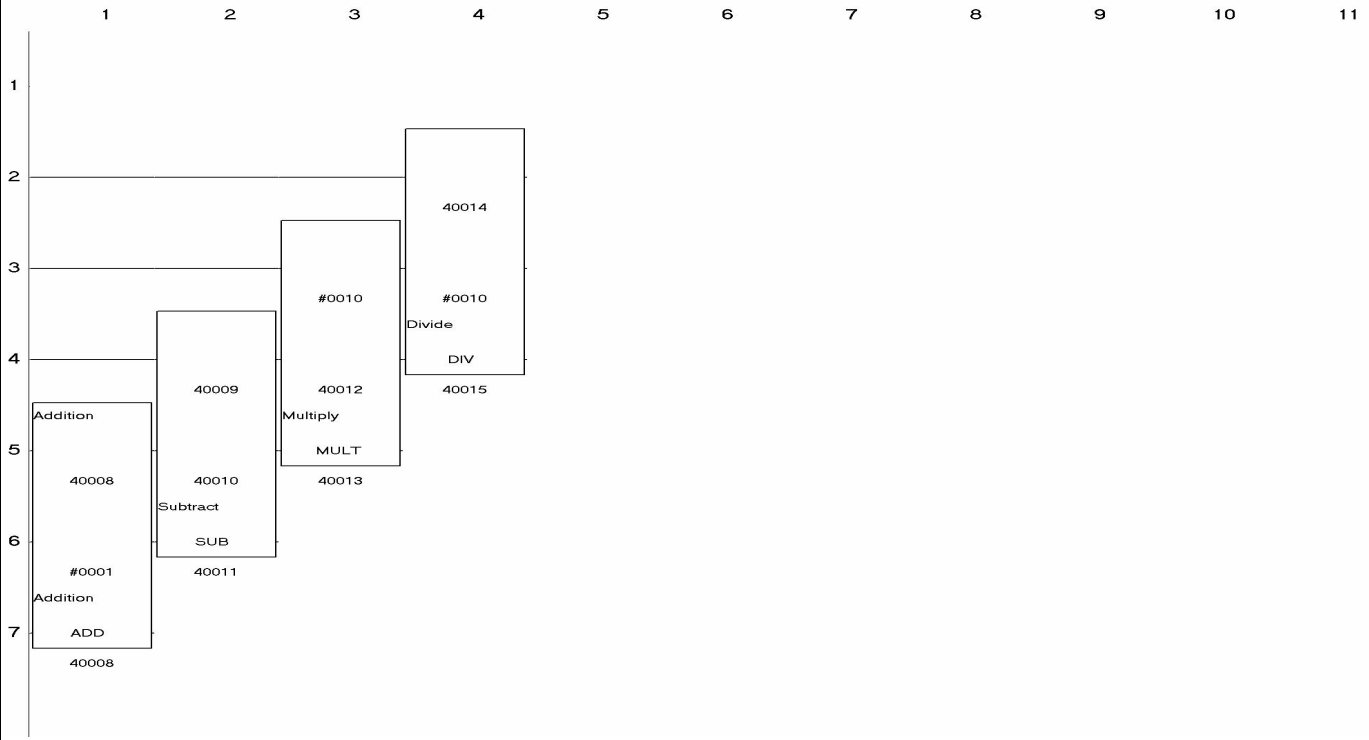 1 2 3 4 5 6 7 8 9 10 11
1
2
40014
3
#0010 #0010
Divide
4 DIV
40009 40012 40015
Addition Multiply
5 MULT
40008 40010 40013
Subtract
6 SUB
#0001 40011
Addition
7 ADD
40008